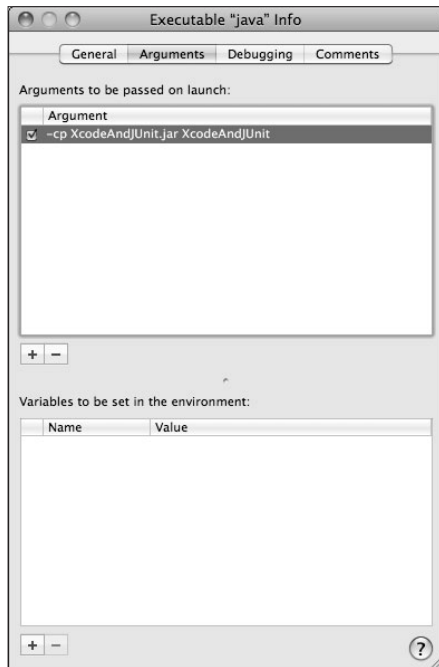 Executable “java” Info
General Arguments Debugging Comments
Arguments to be passed on launch:
Argument
-cp XcodeAndJUnit.jar XcodeAndJUnit
+ −
Variables to be set in the environment:
Name Value
+ −
?